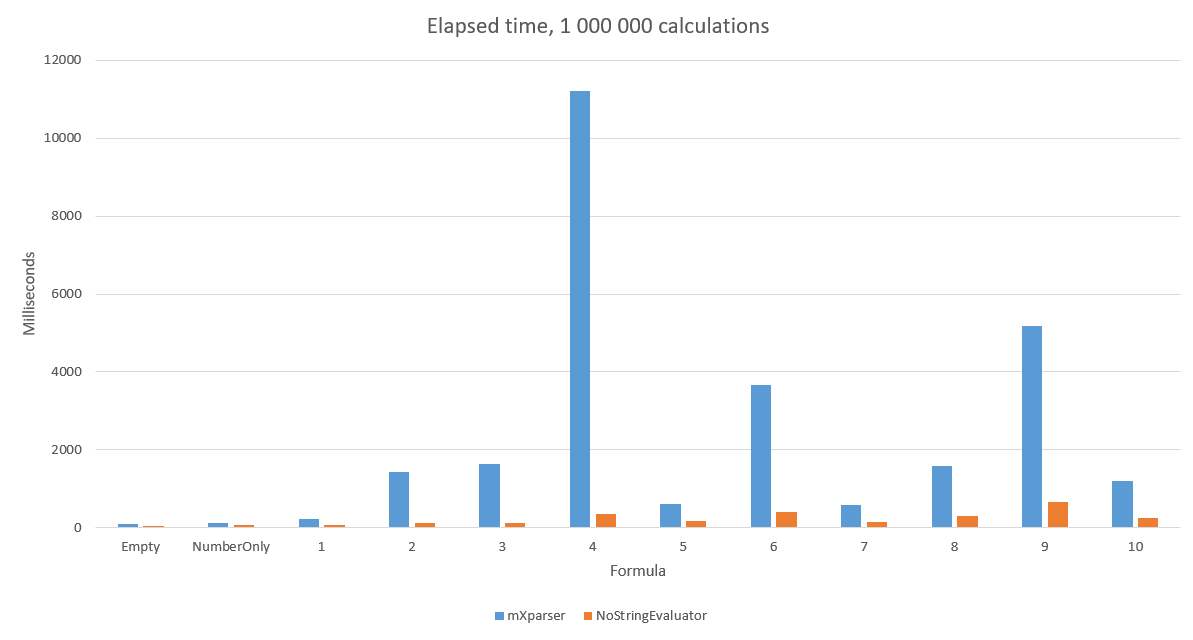 Elapsed time, 1 000 000 calculations
12000
10000
8000
6000
4000
2000
0
Milliseconds
Empty NumberOnly 1 2 3 4 5 6 7 8 9 10
Formula
mXparser NoStringEvaluator